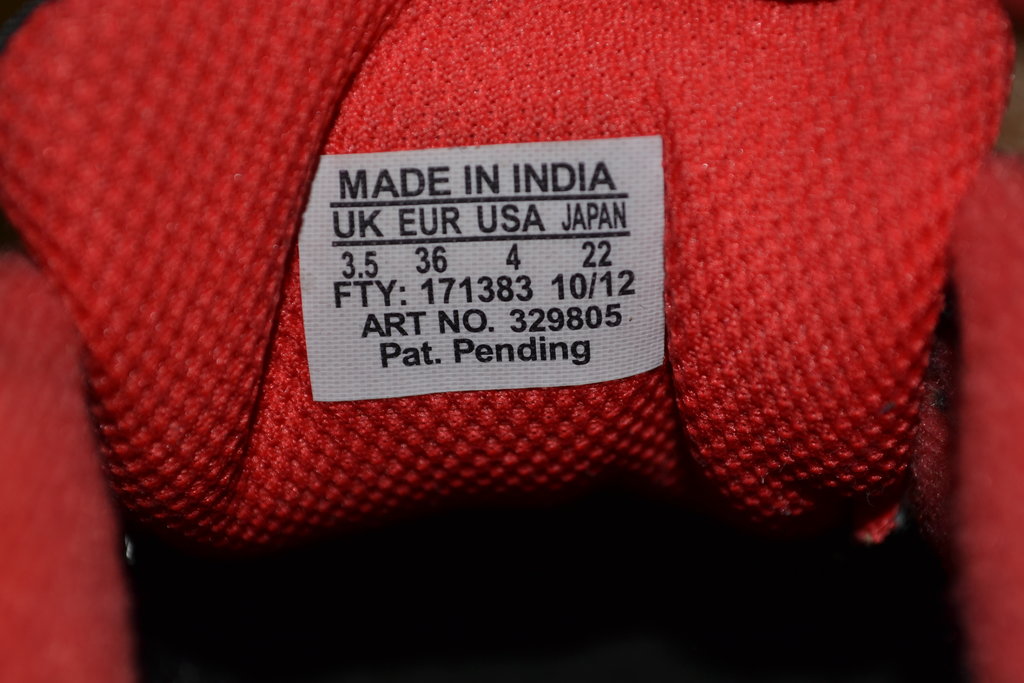 MADE IN INDIA
UK EUR USA JAPAN
3.5 36 4 22
FTY: 171383 10/12
ART NO. 329805
Pat. Pending